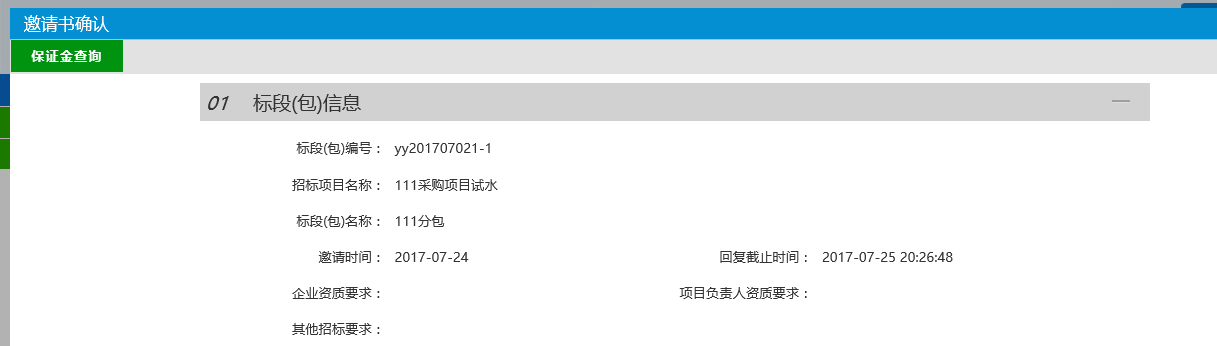 邀请书确认
保证金查询
01 标段(包)信息
标段(包)编号： yy201707021-1
招标项目名称： 111采购项目试水
标段(包)名称： 111分包
邀请时间： 2017-07-24 回复截止时间： 2017-07-25 20:26:48
企业资质要求： 项目负责人资质要求：
其他招标要求：